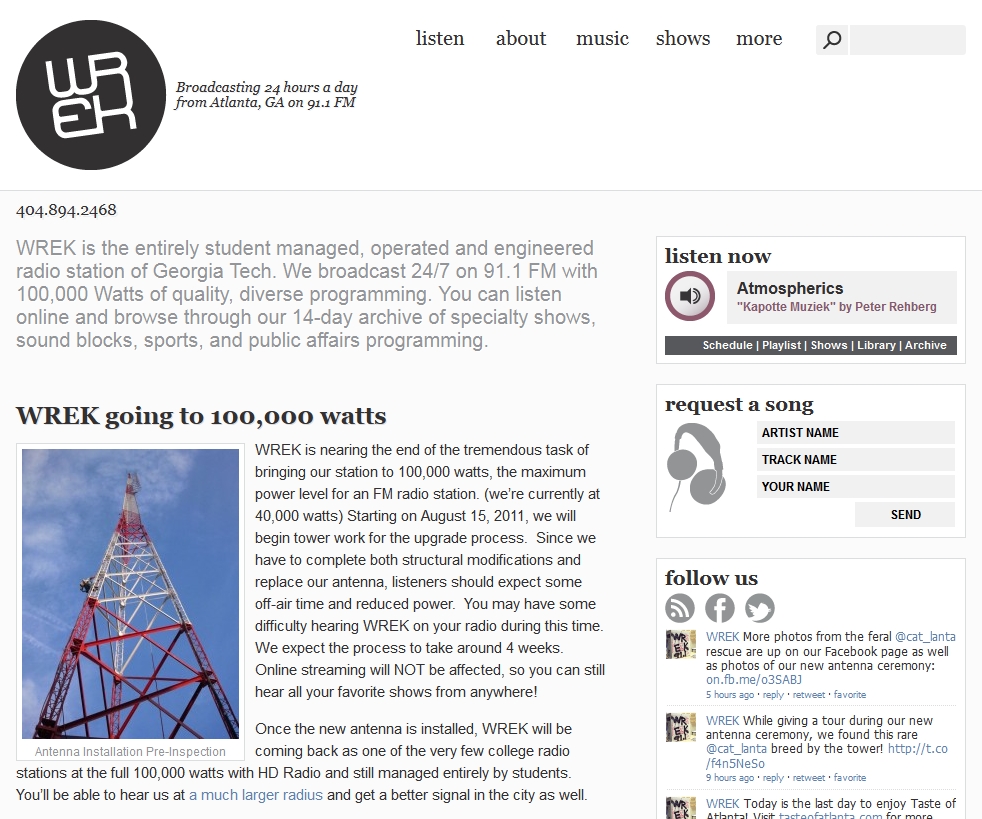 listen about music shows more
WR
EK
Broadcasting 24 hours a day
from Atlanta, GA on 91.1 FM
404.894.2468
WREK is the entirely student managed, operated and engineered
radio station of Georgia Tech. We broadcast 24/7 on 91.1 FM with
100,000 Watts of quality, diverse programming. You can listen
online and browse through our 14-day archive of specialty shows,
sound blocks, sports, and public affairs programming.
WREK going to 100,000 watts
WREK is nearing the end of the tremendous task of
bringing our station to 100,000 watts, the maximum
power level for an FM radio station. (we're currently at
40,000 watts) Starting on August 15, 2011, we will
begin tower work for the upgrade process.  Since we
have to complete both structural modifications and
replace our antenna, listeners should expect some
off-air time and reduced power.  You may have some
difficulty hearing WREK on your radio during this time.
We expect the process to take around 4 weeks.
Online streaming will NOT be affected, so you can still
hear all your favorite shows from anywhere!
Antenna Installation Pre-Inspection
Once the new antenna is installed, WREK will be
coming back as one of the very few college radio
stations at the full 100,000 watts with HD Radio and still managed entirely by students.
You'll be able to hear us at a much larger radius and get a better signal in the city as well.
listen now
Atmospherics
"Kapotte Muziek" by Peter Rehberg
Schedule | Playlist | Shows | Library | Archive
request a song
ARTIST NAME
TRACK NAME
YOUR NAME
SEND
follow us
WREK More photos from the feral @cat_lanta
rescue are up on our Facebook page as well
as photos of our new antenna ceremony:
on.fb.me/o3SABJ
5 hours ago · reply · retweet · favorite
WREK While giving a tour during our new
antenna ceremony, we found this rare
@cat_lanta breed by the tower! http://t.co
/f4n5NeSo
9 hours ago · reply · retweet · favorite
WREK Today is the last day to enjoy Taste of
Atlanta! Visit tasteofatlanta.com for more